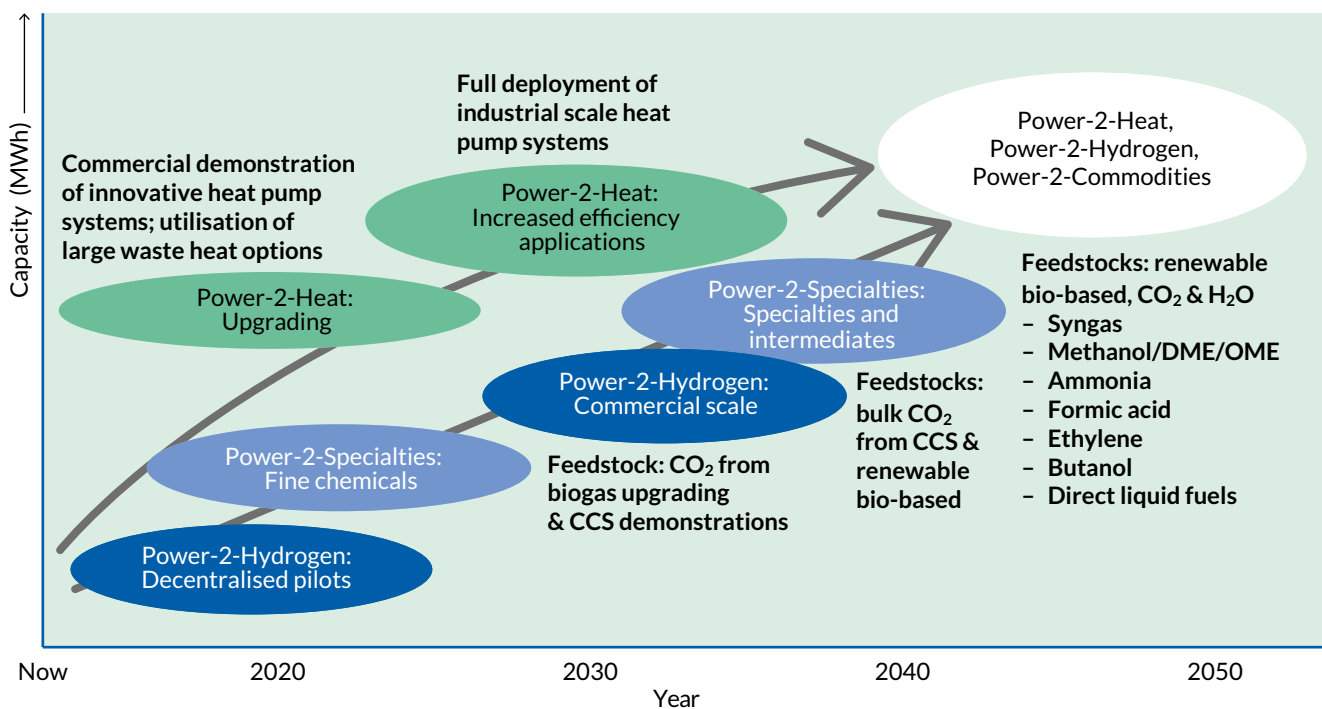 Capacity (MWh)
Commercial demonstration
of innovative heat pump
systems; utilisation of
large waste heat options
Full deployment of
industrial scale heat
pump systems
Power-2-Heat,
Power-2-Hydrogen,
Power-2-Commodities
Power-2-Heat:
Increased efficiency
applications
Power-2-Heat:
Upgrading
Power-2-Specialties:
Specialties and
intermediates
Feedstocks: renewable
bio-based, CO₂ & H₂O
– Syngas
– Methanol/DME/OME
– Ammonia
– Formic acid
– Ethylene
– Butanol
– Direct liquid fuels
Power-2-Hydrogen:
Commercial scale
Feedstocks:
bulk CO₂
from CCS &
renewable
bio-based
Power-2-Specialties:
Fine chemicals
Feedstock: CO₂ from
biogas upgrading
& CCS demonstrations
Power-2-Hydrogen:
Decentralised pilots
Now 2020 2030 2040 2050
Year